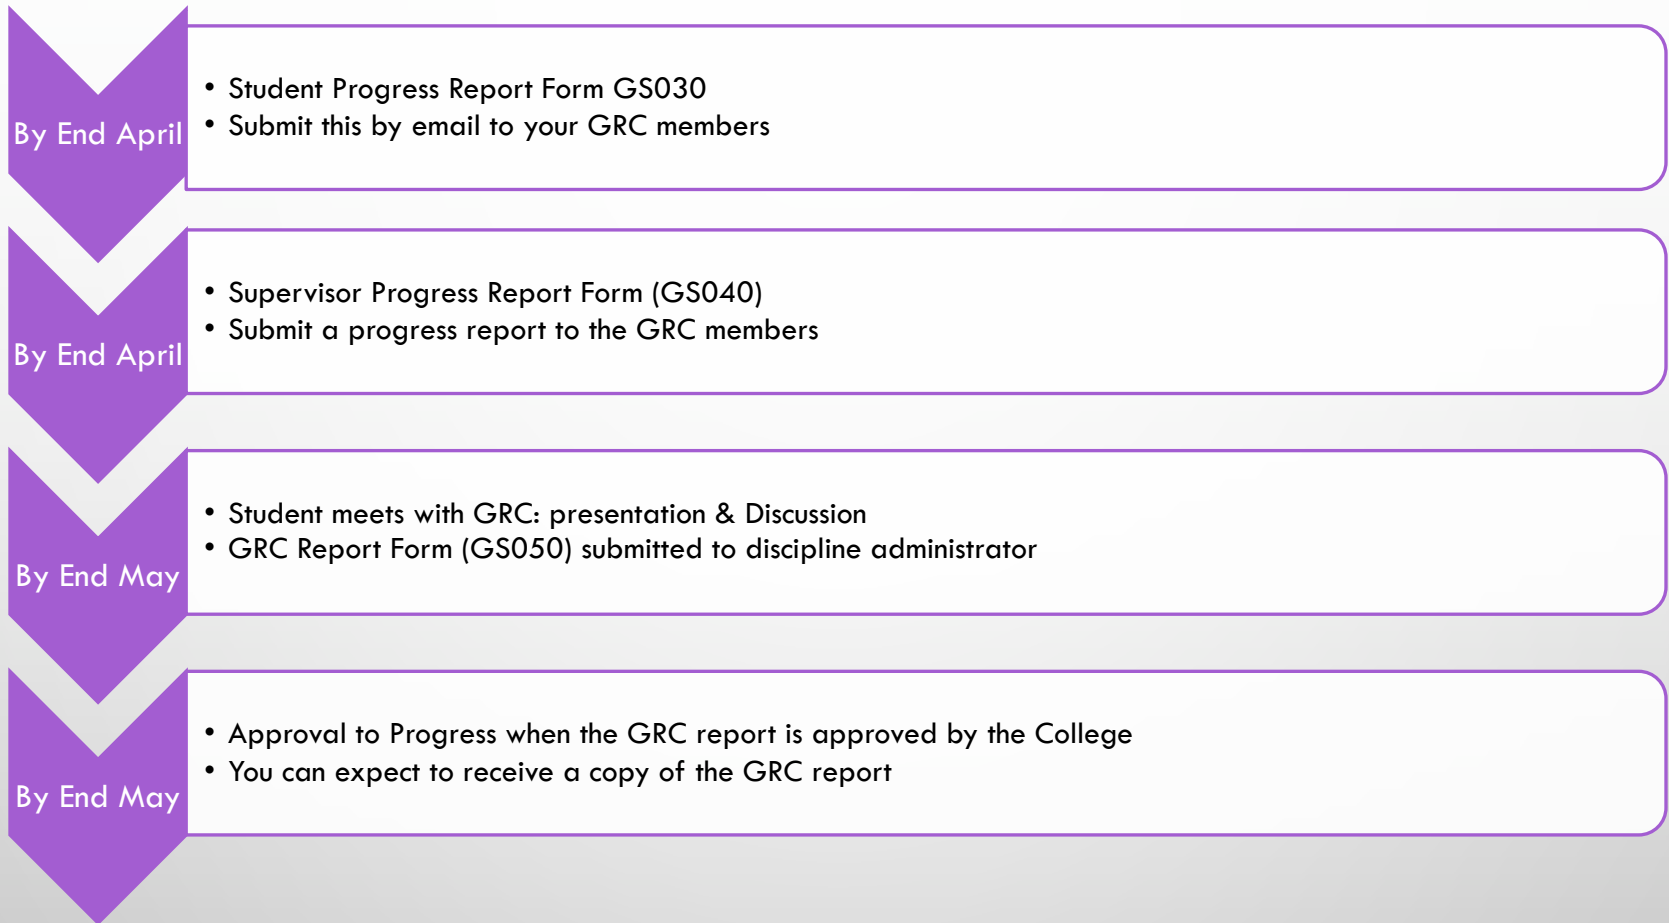 By End April
• Student Progress Report Form GS030
• Submit this by email to your GRC members
By End April
• Supervisor Progress Report Form (GS040)
• Submit a progress report to the GRC members
By End May
• Student meets with GRC: presentation & Discussion
• GRC Report Form (GS050) submitted to discipline administrator
By End May
• Approval to Progress when the GRC report is approved by the College
• You can expect to receive a copy of the GRC report